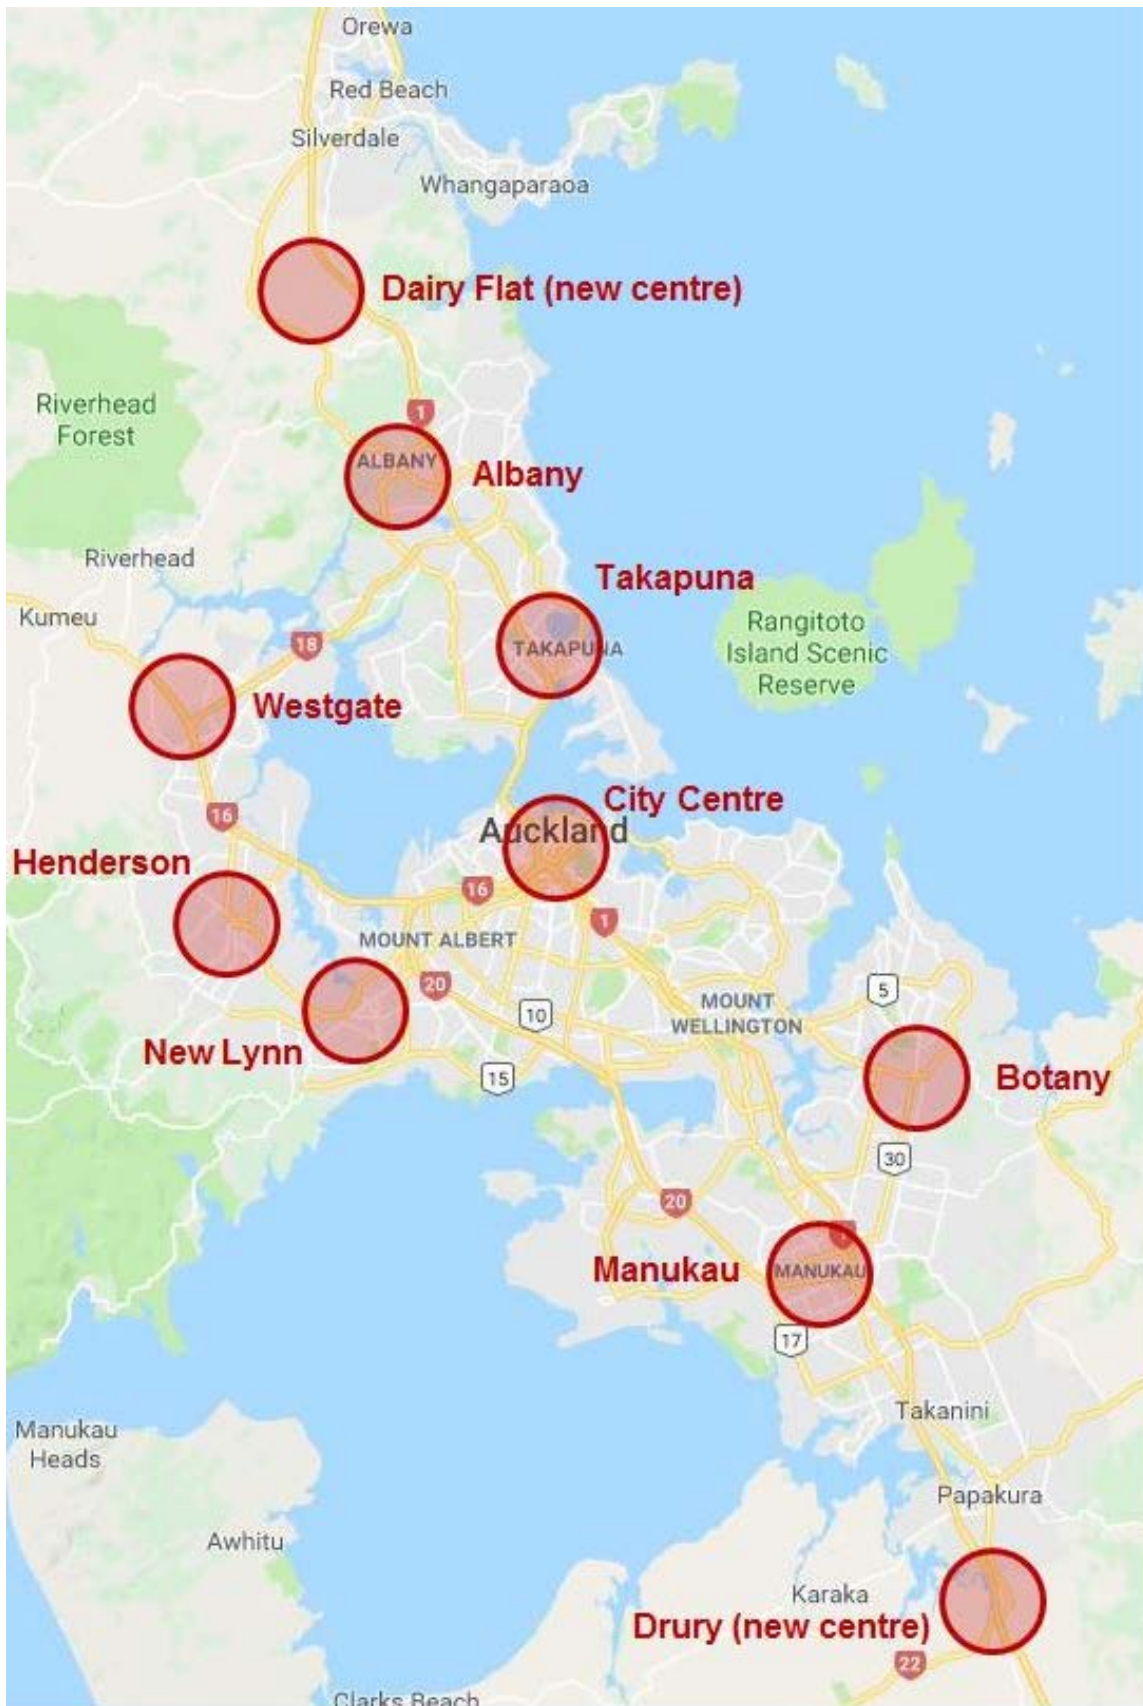 Orewa
Red Beach
Silverdale
Whangaparaoa
Dairy Flat (new centre)
Riverhead
Forest
1
ALBANY
Albany
Riverhead
Takapuna
Kumeu
Rangitoto
Island Scenic
Reserve
18
TAKAPUNA
Westgate
City Centre
16
Auckland
Henderson
16
1
MOUNT ALBERT
20
5
MOUNT
WELLINGTON
10
New Lynn
15
Botany
30
20
Manukau
MANUKAU
17
Takanini
Manukau
Heads
Papakura
Awhitu
Karaka
Drury (new centre)
22
Clarks Beach